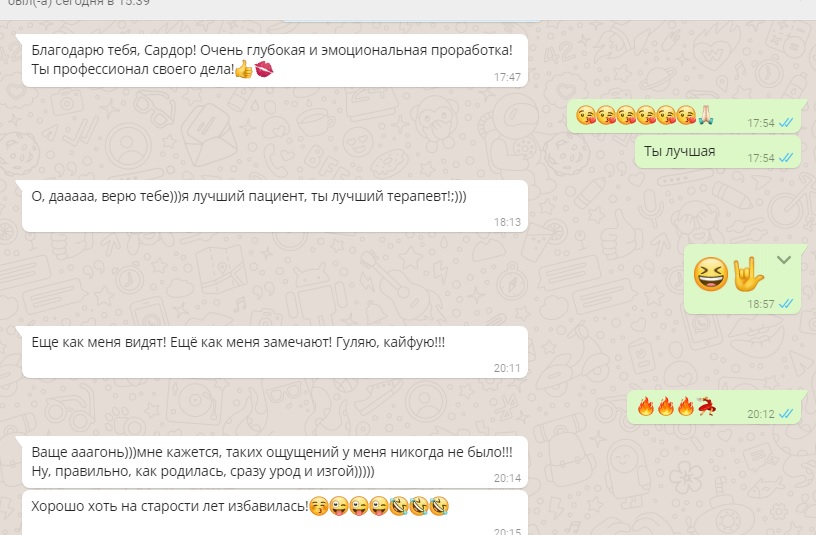 был(-а) сегодня в 15:39
Благодарю тебя, Сардор! Очень глубокая и эмоциональная проработка!
Ты профессионал своего дела!👍💋
17:47
😘😘😘😘😘😘🙏🏻
17:54
Ты лучшая
17:54
О, дааааа, верю тебе)))я лучший пациент, ты лучший терапевт!;)))
18:13
😆🤟
18:57
Еще как меня видят! Ещё как меня замечают! Гуляю, кайфую!!!
20:11
🔥🔥🔥💃
20:12
Ваще ааагонь)))мне кажется, таких ощущений у меня никогда не было!!!
Ну, правильно, как родилась, сразу урод и изгой)))))
20:14
Хорошо хоть на старости лет избавилась!😚😜😜😜🤣🤣🤣
20:15